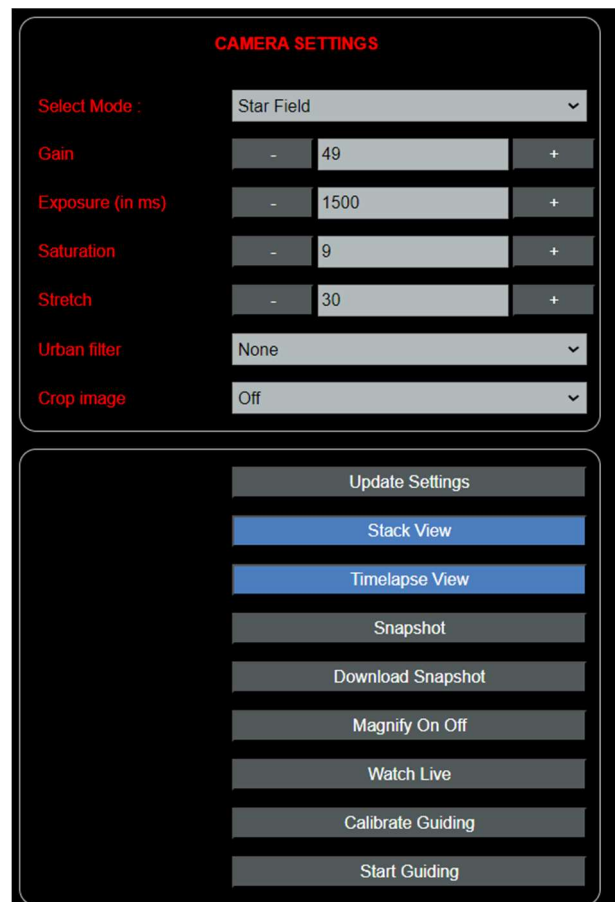 CAMERA SETTINGS
Select Mode : Star Field
Gain - 49 +
Exposure (in ms) - 1500 +
Saturation - 9 +
Stretch - 30 +
Urban filter None
Crop image Off
Update Settings
Stack View
Timelapse View
Snapshot
Download Snapshot
Magnify On Off
Watch Live
Calibrate Guiding
Start Guiding